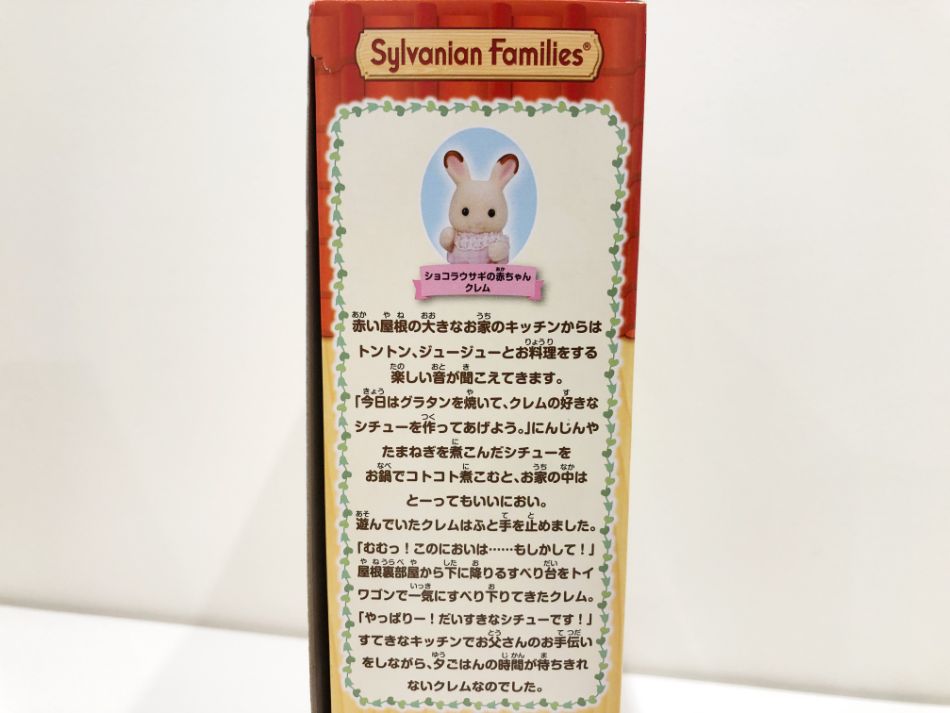 Sylvanian Families®
ショコラウサギの赤ちゃん
クレム
赤い屋根の大きなお家のキッチンからは
トントン、ジュージューとお料理をする
楽しい音が聞こえてきます。
「今日はグラタンを焼いて、クレムの好きな
シチューを作ってあげよう。」にんじんや
たまねぎを煮こんだシチューを
お鍋でコトコト煮こむと、お家の中は
とーってもいいにおい。
遊んでいたクレムはふと手を止めました。
「むむっ！このにおいは……もしかして！」
屋根裏部屋から下に降りるすべり台をトイ
ワゴンで一気にすべり下りてきたクレム。
「やっぱりー！だいすきなシチューです！」
すてきなキッチンでお父さんのお手伝い
をしながら、夕ごはんの時間が待ちきれ
ないクレムなのでした。